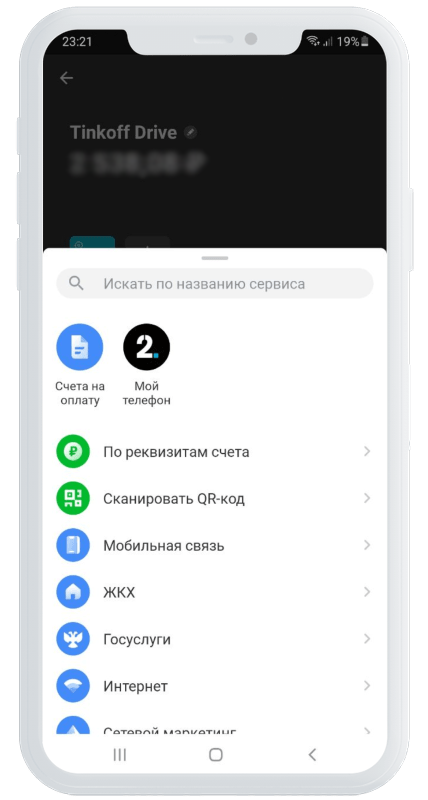 23:21
19%
Tinkoff Drive
Искать по названию сервиса
2.
Счета на
оплату
Мой
телефон
По реквизитам счета
Сканировать QR-код
Мобильная связь
ЖКХ
Госуслуги
Интернет
Сетевой маркетинг